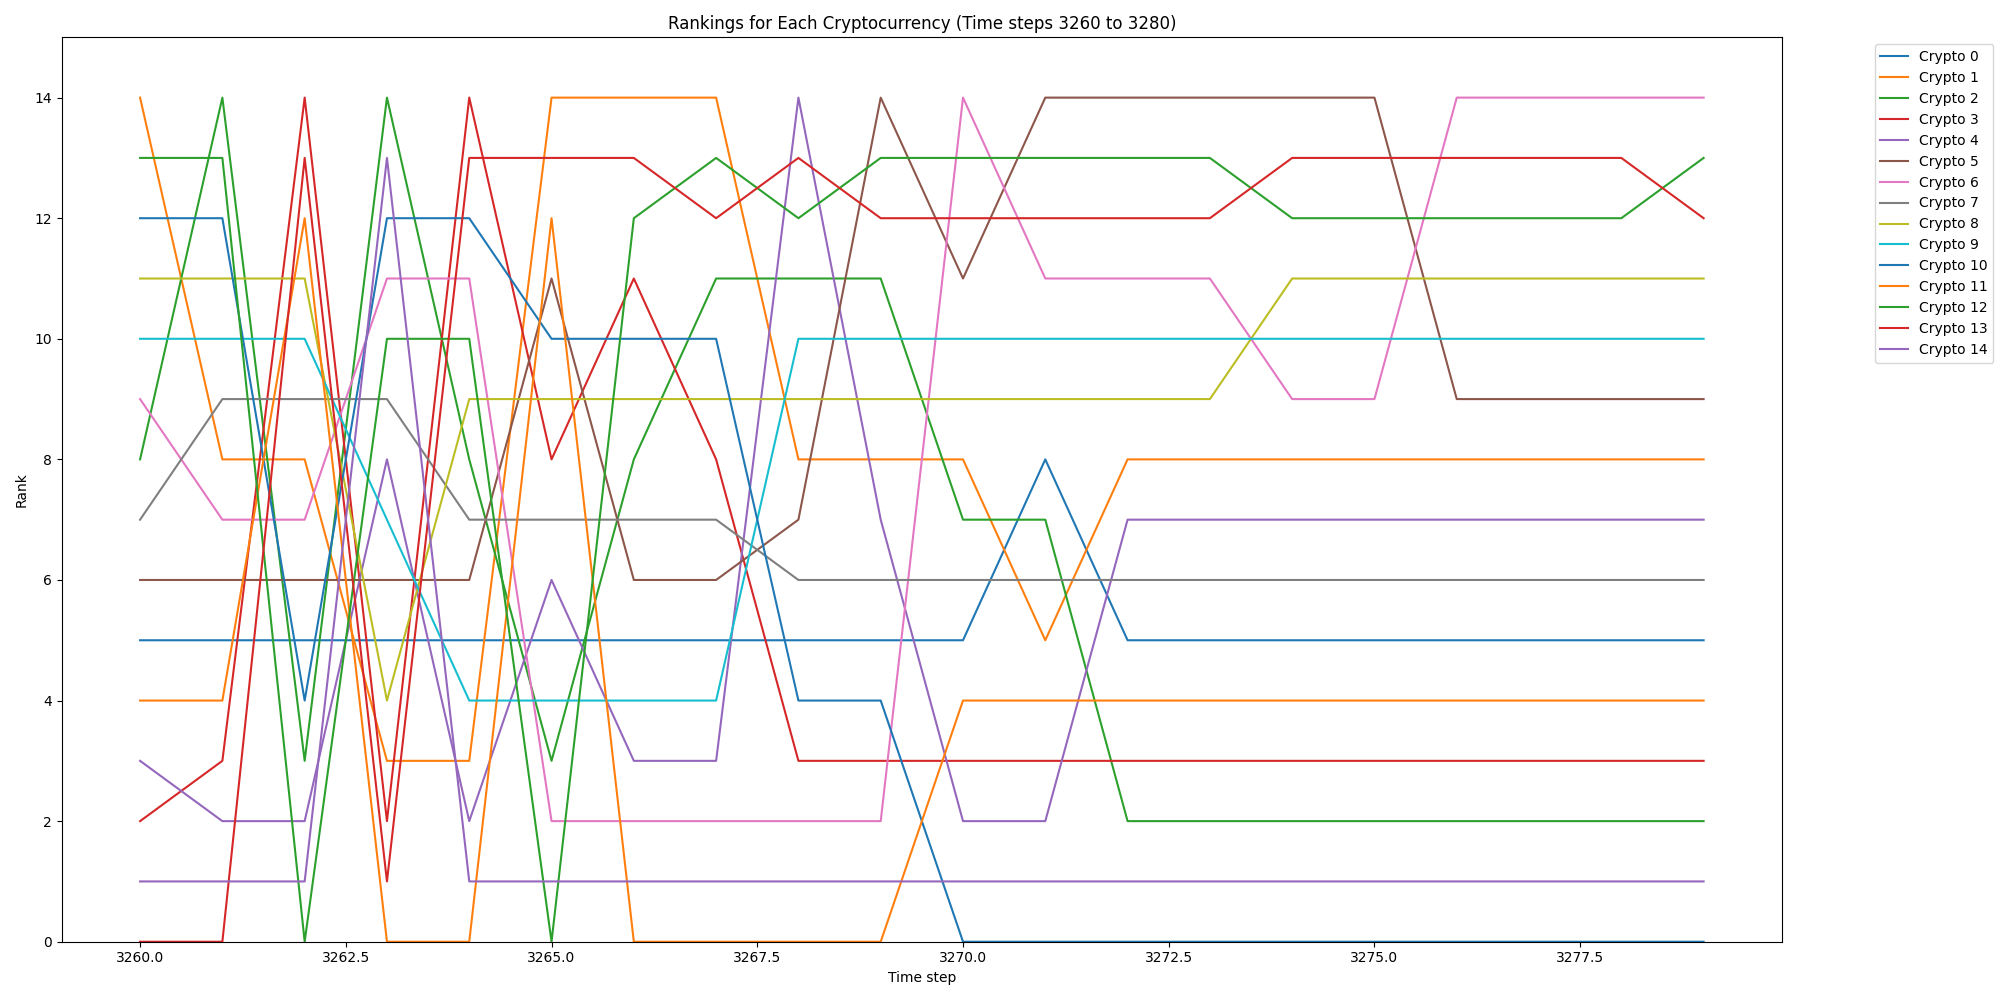 Rankings for Each Cryptocurrency (Time steps 3260 to 3280)
Rank
14
12
10
8
6
4
2
0
3260.0 3262.5 3265.0 3267.5 3270.0 3272.5 3275.0 3277.5
Time step
Crypto 0
Crypto 1
Crypto 2
Crypto 3
Crypto 4
Crypto 5
Crypto 6
Crypto 7
Crypto 8
Crypto 9
Crypto 10
Crypto 11
Crypto 12
Crypto 13
Crypto 14